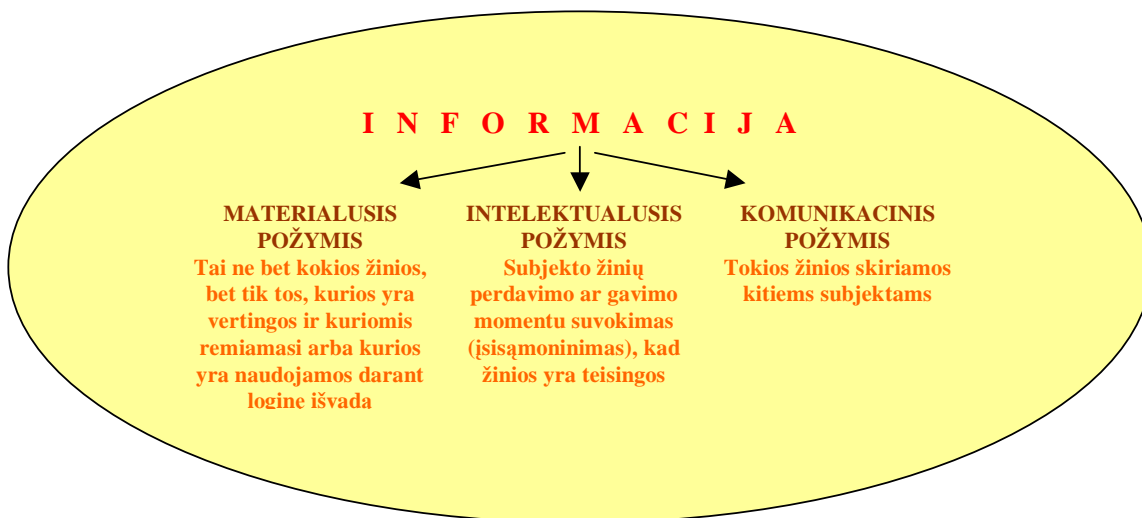 I N F O R M A C I J A
MATERIALUSIS
POŽYMIS
Tai ne bet kokios žinios,
bet tik tos, kurios yra
vertingos ir kuriomis
remiamasi arba kurios
yra naudojamos darant
loginę išvadą
INTELEKTUALUSIS
POŽYMIS
Subjekto žinių
perdavimo ar gavimo
momentu suvokimas
(įsisąmoninimas), kad
žinios yra teisingos
KOMUNIKACINIS
POŽYMIS
Tokios žinios skiriamos
kitiems subjektams